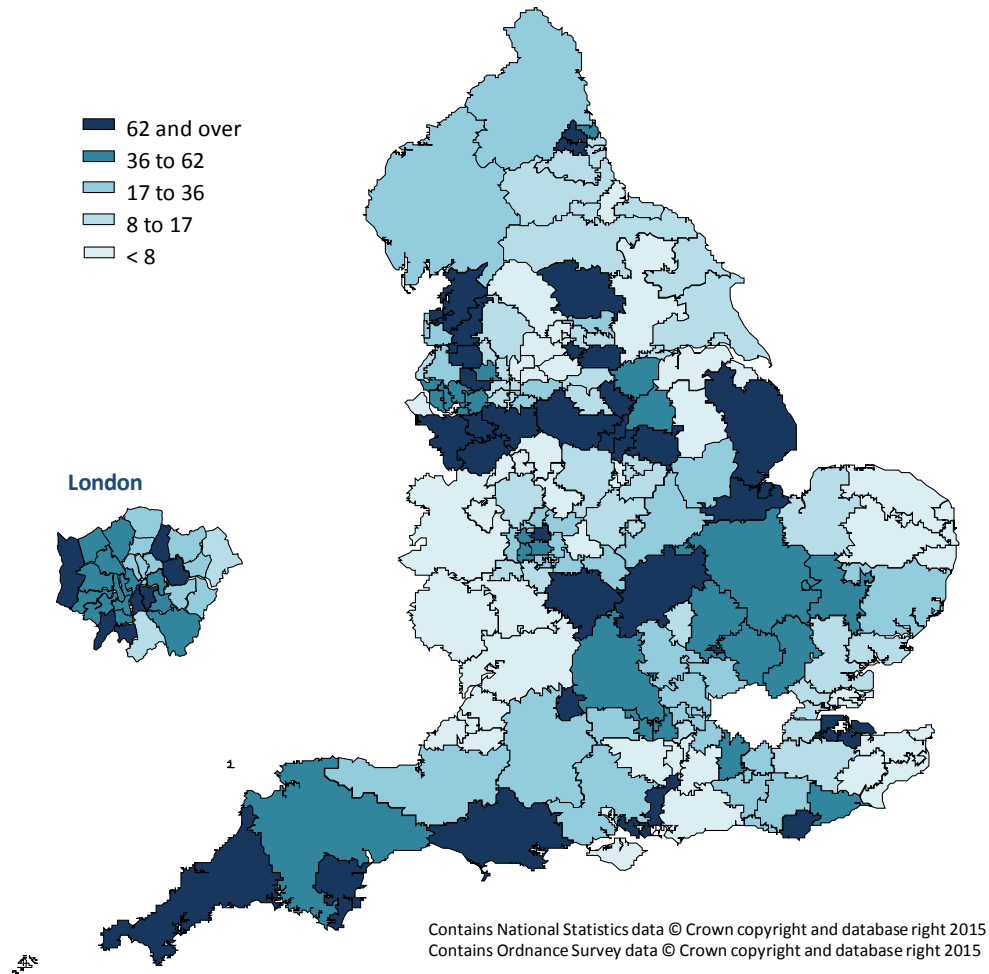 62 and over
36 to 62
17 to 36
8 to 17
< 8
London
Contains National Statistics data © Crown copyright and database right 2015
Contains Ordnance Survey data © Crown copyright and database right 2015